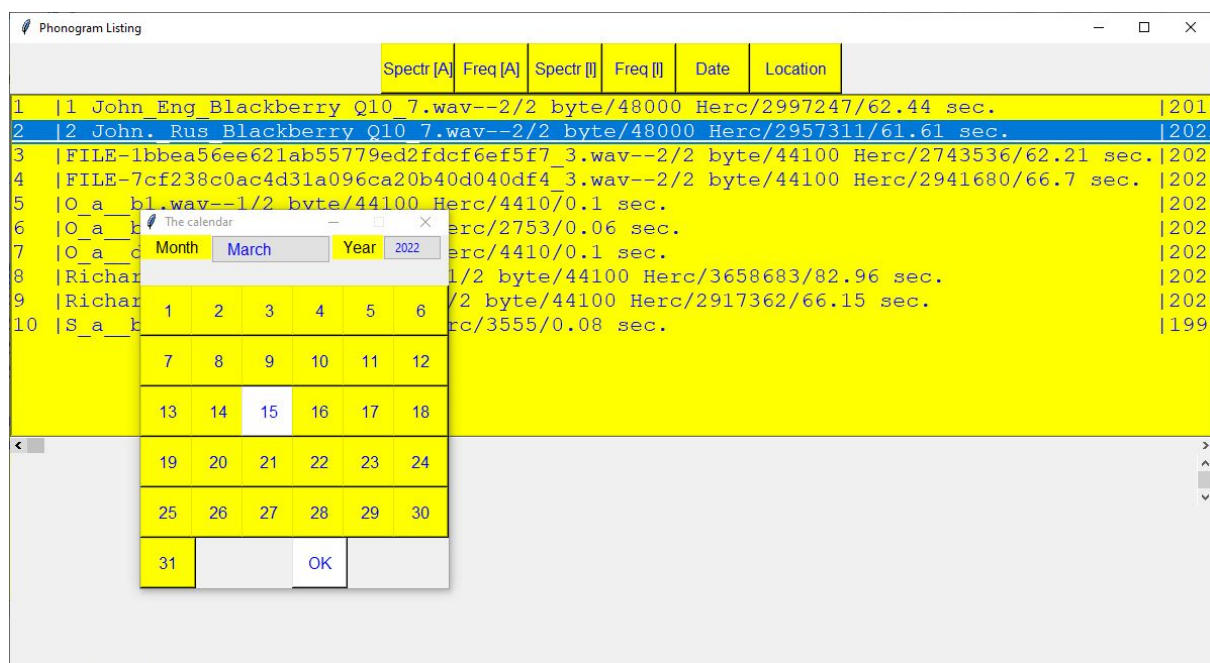 Phonogram Listing
Spectr [A] Freq [A] Spectr [I] Freq [I] Date Location
1 |1 John_Eng_Blackberry Q10_7.wav--2/2 byte/48000 Herc/2997247/62.44 sec. |201
2 |2 John. Rus_Blackberry Q10_7.wav--2/2 byte/48000 Herc/2957311/61.61 sec. |202
3 |FILE-1bbea56ee621ab55779ed2fdcf6ef5f7_3.wav--2/2 byte/44100 Herc/2743536/62.21 sec.|202
4 |FILE-7cf238c0ac4d31a096ca20b40d040df4_3.wav--2/2 byte/44100 Herc/2941680/66.7 sec. |202
5 |O_a__b1.wav--1/2 byte/44100 Herc/4410/0.1 sec. |202
6 |O_a__b erc/2753/0.06 sec. |202
7 |O_a__ erc/4410/0.1 sec. |202
8 |Richar 1/2 byte/44100 Herc/3658683/82.96 sec. |202
9 |Richar /2 byte/44100 Herc/2917362/66.15 sec. |202
10 |S_a__b rc/3555/0.08 sec. |199
The calendar
Month March Year 2022
1 2 3 4 5 6
7 8 9 10 11 12
13 14 15 16 17 18
19 20 21 22 23 24
25 26 27 28 29 30
31 OK